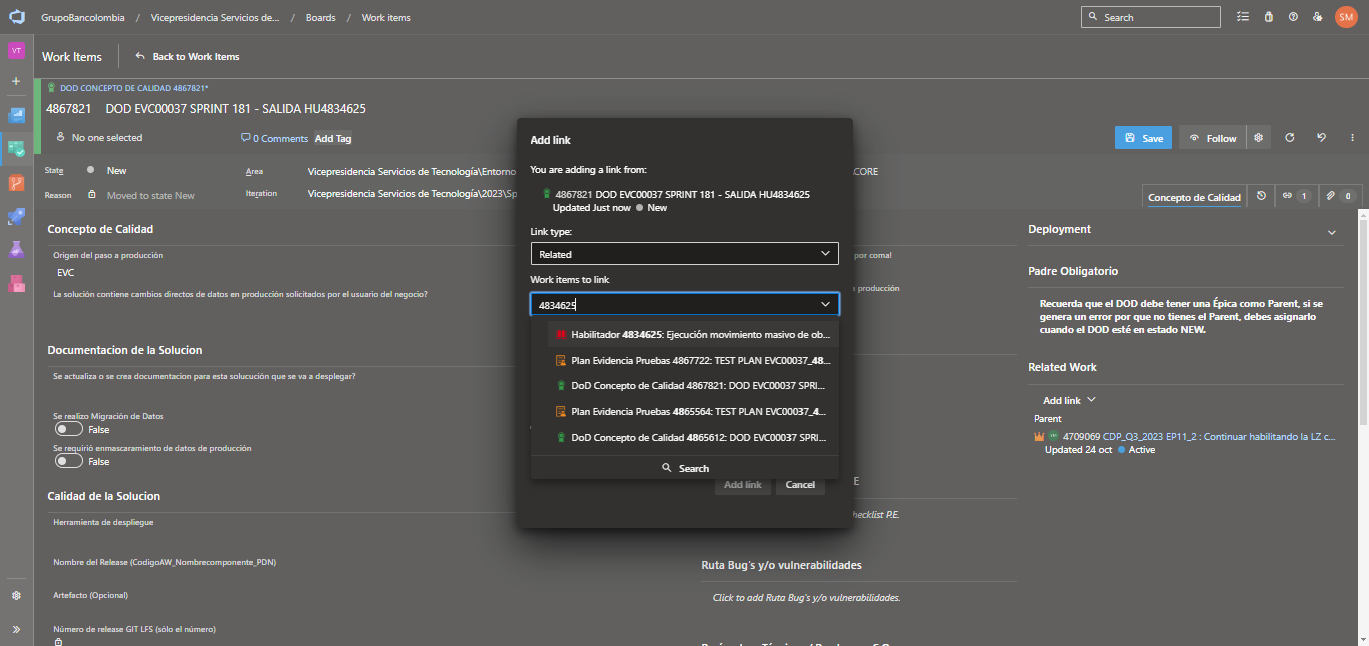 GrupoBancolombia / Vicepresidencia Servicios de... / Boards / Work items
Search
SM
VT
Work Items
Back to Work Items
DOD CONCEPTO DE CALIDAD 4867821*
4867821 DOD EVC00037 SPRINT 181 - SALIDA HU4834625
No one selected
0 Comments
Add Tag
Save
Follow
State
New
Area
Vicepresidencia Servicios de Tecnología\Entorno
CORE
Reason
Moved to state New
Iteration
Vicepresidencia Servicios de Tecnología\2023\Sp
Concepto de Calidad
1
0
Add link
You are adding a link from:
4867821 DOD EVC00037 SPRINT 181 - SALIDA HU4834625
Updated Just now
New
Link type:
Related
Work items to link
4834625
Habilitador 4834625: Ejecución movimiento masivo de ob...
Plan Evidencia Pruebas 4867722: TEST PLAN EVC00037_48...
DoD Concepto de Calidad 4867821: DOD EVC00037 SPRI...
Plan Evidencia Pruebas 4865564: TEST PLAN EVC00037_4...
DoD Concepto de Calidad 4865612: DOD EVC00037 SPRI...
Search
Add link
Cancel
Concepto de Calidad
Origen del paso a producción
EVC
La solución contiene cambios directos de datos en producción solicitados por el usuario del negocio?
Documentacion de la Solucion
Se actualiza o se crea documentacion para esta solucución que se va a desplegar?
Se realizo Migración de Datos
False
Se requirió enmascaramiento de datos de producción
False
Calidad de la Solucion
Herramienta de despliegue
Nombre del Release (CodigoAW_Nombrecomponente_PDN)
Artefacto (Opcional)
Número de release GIT LFS (sólo el número)
por comal
producción
E
hecklist P.E.
Ruta Bug's y/o vulnerabilidades
Click to add Ruta Bug's y/o vulnerabilidades.
Deployment
Padre Obligatorio
Recuerda que el DOD debe tener una Épica como Parent, si se
genera un error por que no tienes el Parent, debes asignarlo
cuando el DOD esté en estado NEW.
Related Work
Add link
Parent
4709069 CDP_Q3_2023 EP11_2 : Continuar habilitando la LZ c...
Updated 24 oct
Active